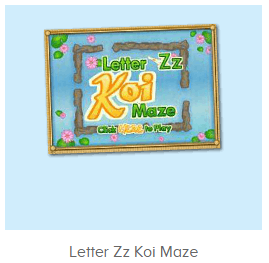 Letter Zz
Koi
Maze
Click HERE to Play
Letter Zz Koi Maze